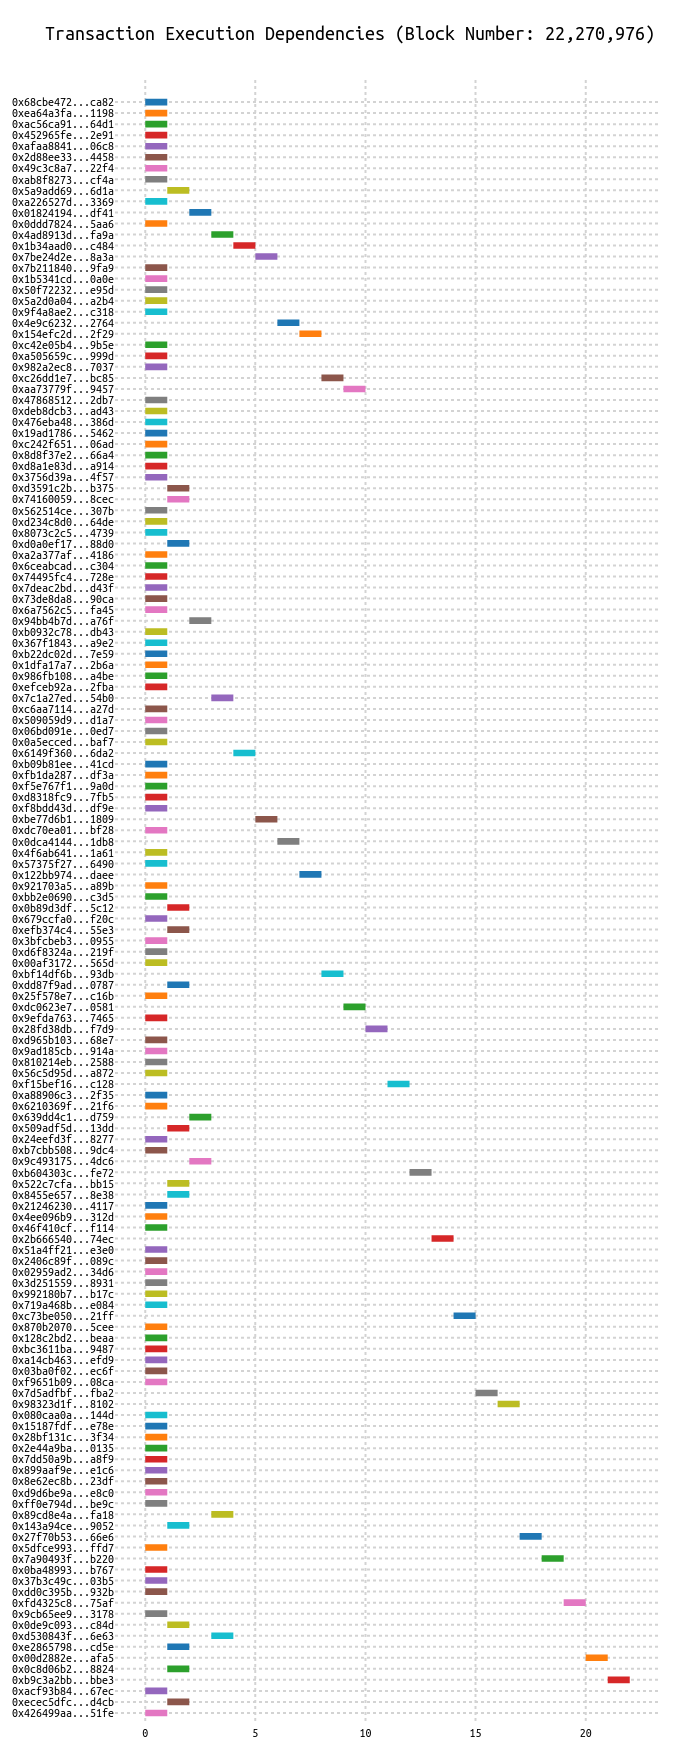 Transaction Execution Dependencies (Block Number: 22,270,976)
0x68cbe472...ca82
0xea64a3fa...1198
0xac56ca91...64d1
0x452965fe...2e91
0xafaa8841...06c8
0x2d88ee33...4458
0x49c3c8a7...22f4
0xab8f8273...cf4a
0x5a9add69...6d1a
0xa226527d...3369
0x01824194...df41
0x0ddd7824...5aa6
0x4ad8913d...fa9a
0x1b34aad0...c484
0x7be24d2e...8a3a
0x7b211840...9fa9
0x1b5341cd...0a0e
0x50f72232...e95d
0x5a2d0a04...a2b4
0x9f4a8ae2...c318
0x4e9c6232...2764
0x154efc2d...2f29
0xc42e05b4...9b5e
0xa505659c...999d
0x982a2ec8...7037
0xc26dd1e7...bc85
0xaa73779f...9457
0x47868512...2db7
0xdeb8dcb3...ad43
0x476eba48...386d
0x19ad1786...5462
0xc242f651...06ad
0x8d8f37e2...66a4
0xd8a1e83d...a914
0x3756d39a...4f57
0xd3591c2b...b375
0x74160059...8cec
0x562514ce...307b
0xd234c8d0...64de
0x8073c2c5...4739
0xd0a0ef17...88d0
0xa2a377af...4186
0x6ceabcad...c304
0x74495fc4...728e
0x7deac2bd...d43f
0x73de8da8...90ca
0x6a7562c5...fa45
0x94bb4b7d...a76f
0xb0932c78...db43
0x367f1843...a9e2
0xb22dc02d...7e59
0x1dfa17a7...2b6a
0x986fb108...a4be
0xefceb92a...2fba
0x7c1a27ed...54b0
0xc6aa7114...a27d
0x509059d9...d1a7
0x06bd091e...0ed7
0x0a5ecced...baf7
0x6149f360...6da2
0xb09b81ee...41cd
0xfb1da287...df3a
0xf5e767f1...9a0d
0xd8318fc9...7fb5
0xf8bdd43d...df9e
0xbe77d6b1...1809
0xdc70ea01...bf28
0x0dca4144...1db8
0x4f6ab641...1a61
0x57375f27...6490
0x122bb974...daee
0x921703a5...a89b
0xbb2e0690...c3d5
0x0b89d3df...5c12
0x679ccfa0...f20c
0xefb374c4...55e3
0x3bfcbeb3...0955
0xd6f8324a...219f
0x00af3172...565d
0xbf14df6b...93db
0xdd87f9ad...0787
0x25f578e7...c16b
0xdc0623e7...0581
0x9efda763...7465
0x28fd38db...f7d9
0xd965b103...68e7
0x9ad185cb...914a
0x810214eb...2588
0x56c5d95d...a872
0xf15bef16...c128
0xa88906c3...2f35
0x6210369f...21f6
0x639dd4c1...d759
0x509adf5d...13dd
0x24eefd3f...8277
0xb7cbb508...9dc4
0x9c493175...4dc6
0xb604303c...fe72
0x522c7cfa...bb15
0x8455e657...8e38
0x21246230...4117
0x4ee096b9...312d
0x46f410cf...f114
0x2b666540...74ec
0x51a4ff21...e3e0
0x2406c89f...089c
0x02959ad2...34d6
0x3d251559...8931
0x992180b7...b17c
0x719a468b...e084
0xc73be050...21ff
0x870b2070...5cee
0x128c2bd2...beaa
0xbc3611ba...9487
0xa14cb463...efd9
0x03ba0f02...ec6f
0xf9651b09...08ca
0x7d5adfbf...fba2
0x98323d1f...8102
0x080caa0a...144d
0x15187fdf...e78e
0x28bf131c...3f34
0x2e44a9ba...0135
0x7dd50a9b...a8f9
0x899aaf9e...e1c6
0x8e62ec8b...23df
0xd9d6be9a...e8c0
0xff0e794d...be9c
0x89cd8e4a...fa18
0x143a94ce...9052
0x27f70b53...66e6
0x5dfce993...ffd7
0x7a90493f...b220
0x0ba48993...b767
0x37b3c49c...03b5
0xdd0c395b...932b
0xfd4325c8...75af
0x9cb65ee9...3178
0x0de9c093...c84d
0xd530843f...6e63
0xe2865798...cd5e
0x00d2882e...afa5
0x0c8d06b2...8824
0xb9c3a2bb...bbe3
0xacf93b84...67ec
0xecec5dfc...d4cb
0x426499aa...51fe
0 5 10 15 20